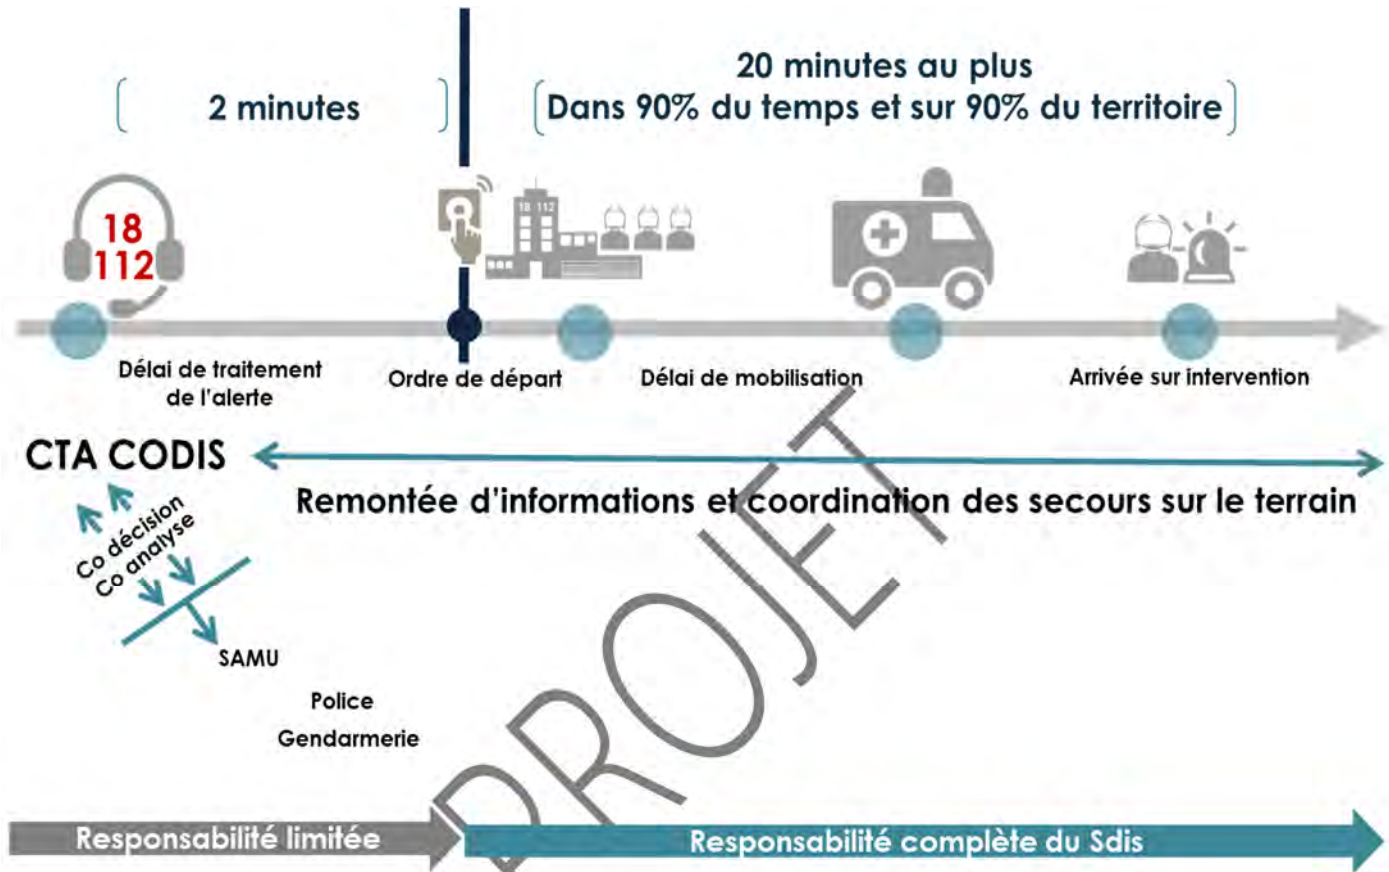 20 minutes au plus
2 minutes
Dans 90% du temps et sur 90% du territoire
18
112
18 112
Délai de traitement
de l'alerte
Ordre de départ
Délai de mobilisation
Arrivée sur intervention
CTA CODIS
Remontée d'informations et coordination des secours sur le terrain
Co décision
Co analyse
SAMU
Police
Gendarmerie
PROJET
Responsabilité limitée
Responsabilité complète du Sdis